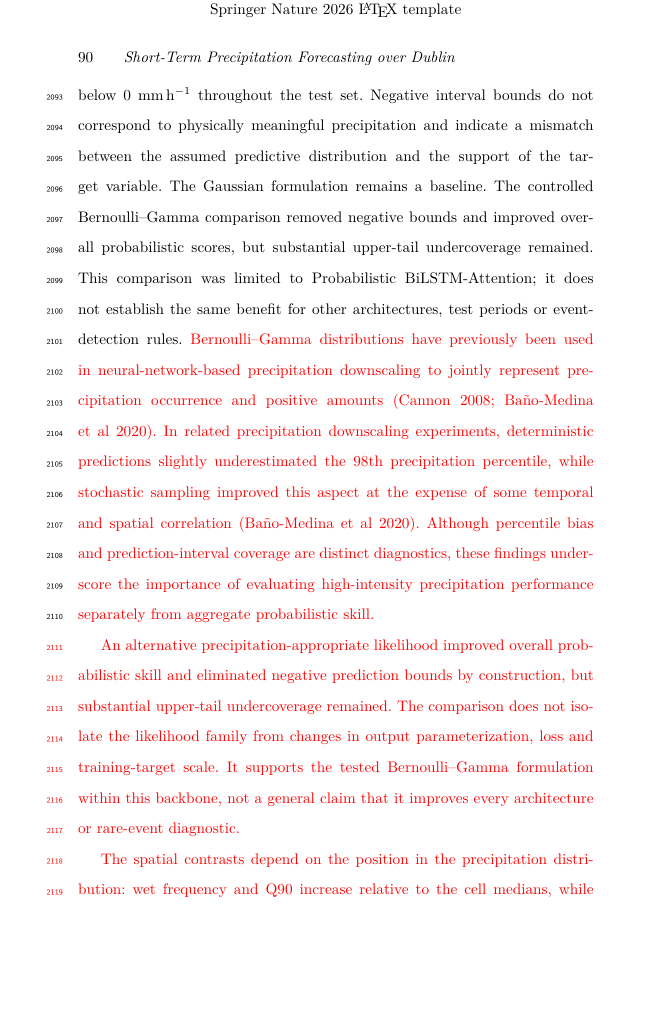 Springer Nature 2026 LATEX template
90 Short-Term Precipitation Forecasting over Dublin
2093 below 0 mm h−1 throughout the test set. Negative interval bounds do not
2094 correspond to physically meaningful precipitation and indicate a mismatch
2095 between the assumed predictive distribution and the support of the tar-
2096 get variable. The Gaussian formulation remains a baseline. The controlled
2097 Bernoulli–Gamma comparison removed negative bounds and improved over-
2098 all probabilistic scores, but substantial upper-tail undercoverage remained.
2099 This comparison was limited to Probabilistic BiLSTM-Attention; it does
2100 not establish the same benefit for other architectures, test periods or event-
2101 detection rules. Bernoulli–Gamma distributions have previously been used
2102 in neural-network-based precipitation downscaling to jointly represent pre-
2103 cipitation occurrence and positive amounts (Cannon 2008; Baño-Medina
2104 et al 2020). In related precipitation downscaling experiments, deterministic
2105 predictions slightly underestimated the 98th precipitation percentile, while
2106 stochastic sampling improved this aspect at the expense of some temporal
2107 and spatial correlation (Baño-Medina et al 2020). Although percentile bias
2108 and prediction-interval coverage are distinct diagnostics, these findings under-
2109 score the importance of evaluating high-intensity precipitation performance
2110 separately from aggregate probabilistic skill.
2111 An alternative precipitation-appropriate likelihood improved overall prob-
2112 abilistic skill and eliminated negative prediction bounds by construction, but
2113 substantial upper-tail undercoverage remained. The comparison does not iso-
2114 late the likelihood family from changes in output parameterization, loss and
2115 training-target scale. It supports the tested Bernoulli–Gamma formulation
2116 within this backbone, not a general claim that it improves every architecture
2117 or rare-event diagnostic.
2118 The spatial contrasts depend on the position in the precipitation distri-
2119 bution: wet frequency and Q90 increase relative to the cell medians, while